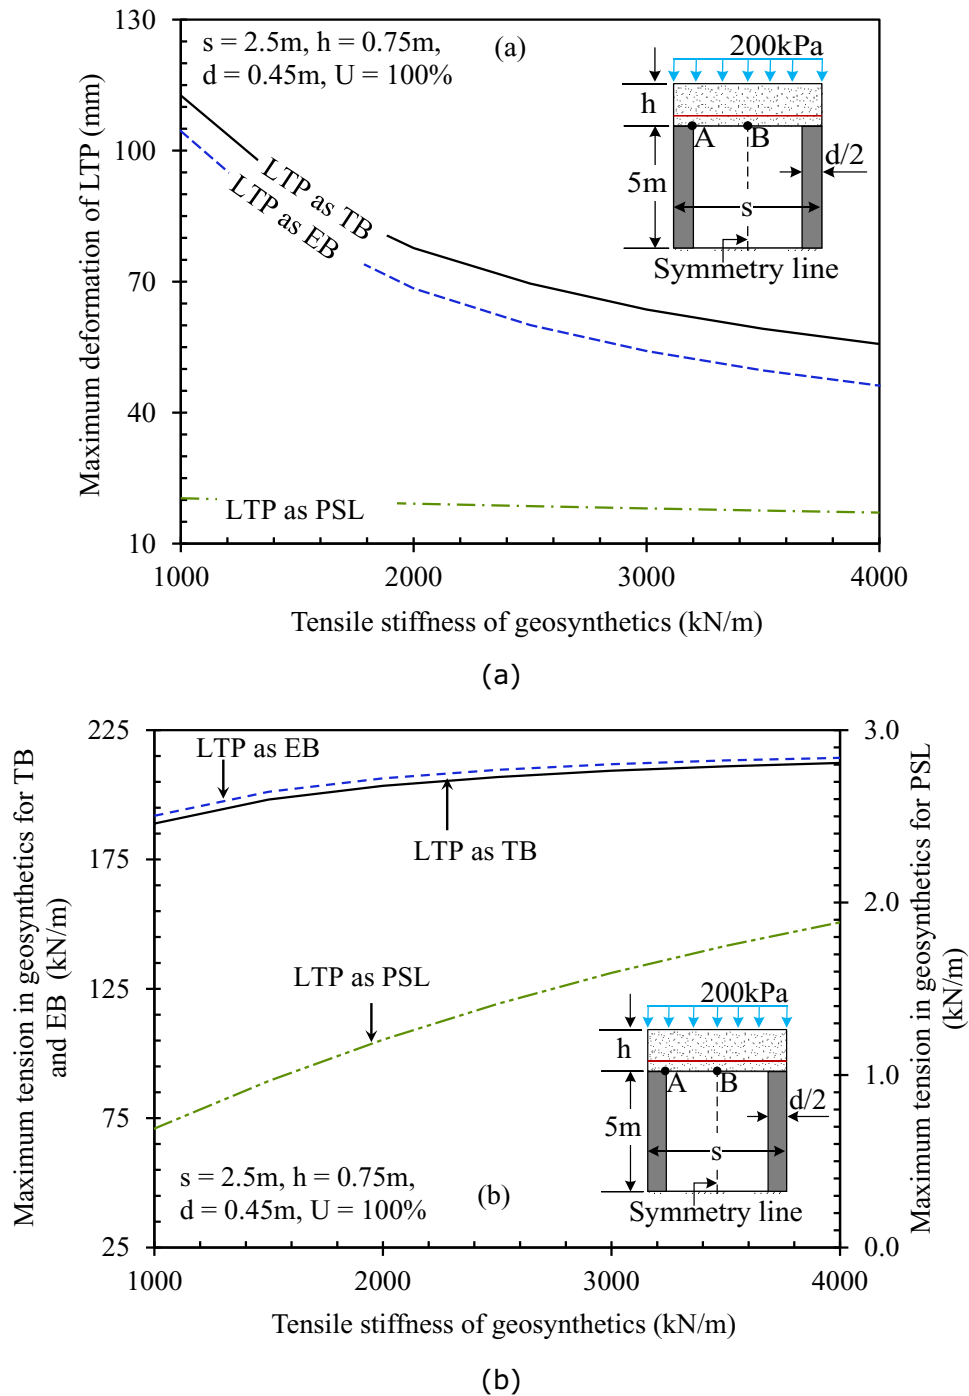 Maximum deformation of LTP (mm)
130
100
70
40
10
s = 2.5m, h = 0.75m,
d = 0.45m, U = 100%
(a)
200kPa
h
A
B
d/2
5m
s
Symmetry line
LTP as TB
LTP as EB
LTP as PSL
1000
2000
3000
4000
Tensile stiffness of geosynthetics (kN/m)
(a)
Maximum tension in geosynthetics for TB
and EB (kN/m)
225
175
125
75
25
LTP as EB
LTP as TB
LTP as PSL
200kPa
h
A
B
d/2
5m
s
Symmetry line
s = 2.5m, h = 0.75m,
d = 0.45m, U = 100%
(b)
3.0
2.0
1.0
0.0
Maximum tension in geosynthetics for PSL
(kN/m)
1000
2000
3000
4000
Tensile stiffness of geosynthetics (kN/m)
(b)